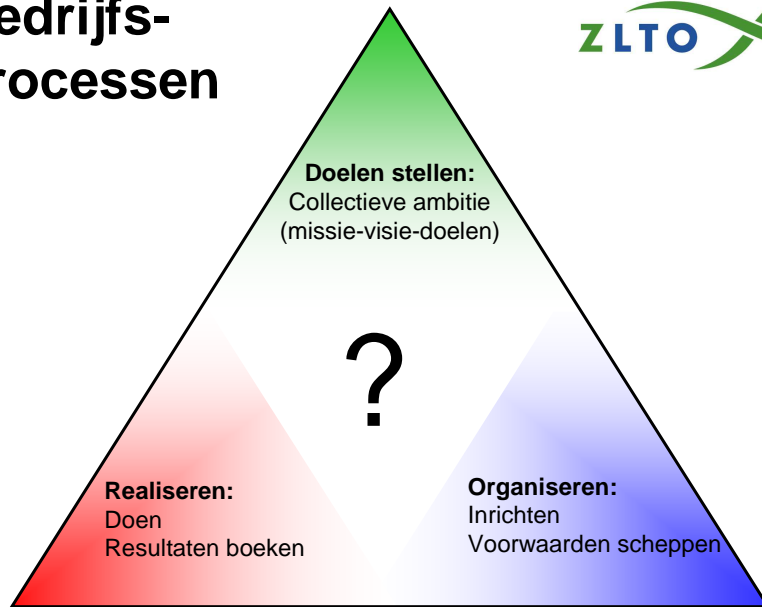 edrijfs-
rocessen
ZLTO
Doelen stellen:
Collectieve ambitie
(missie-visie-doelen)
?
Realiseren:
Doen
Resultaten boeken
Organiseren:
Inrichten
Voorwaarden scheppen